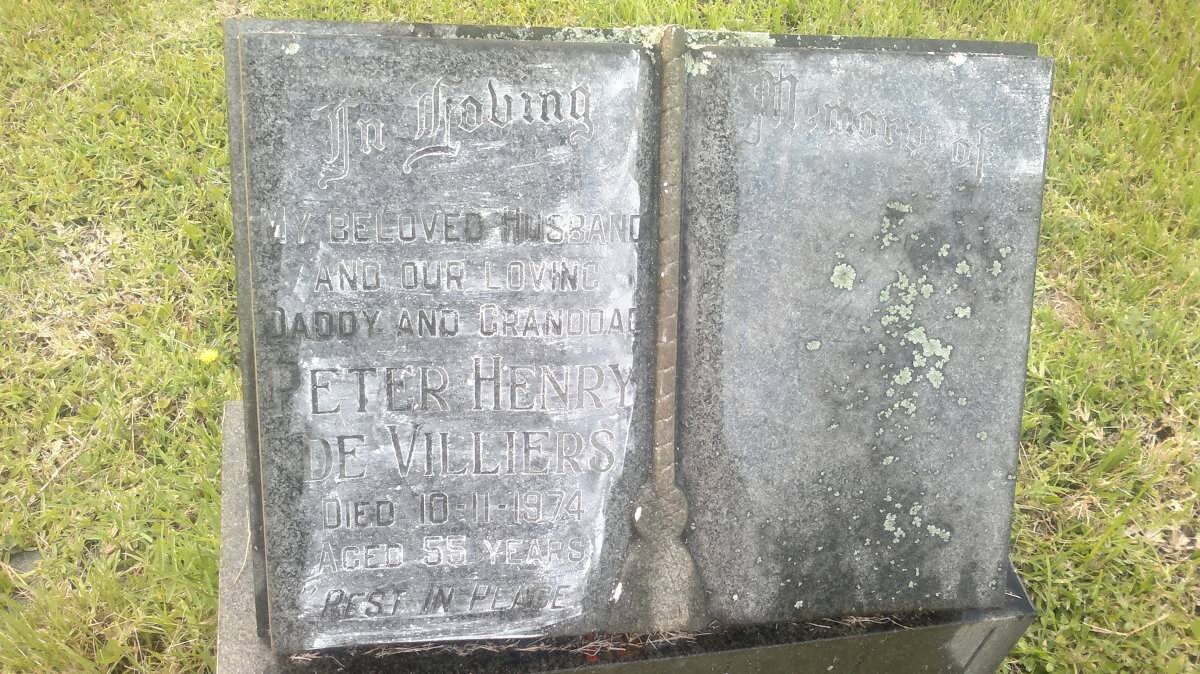 In Loving Memory of
MY BELOVED HUSBAND
AND OUR LOVING
DADDY AND GRANDDAD
PETER HENRY
DE VILLIERS
DIED 10-11-1974
AGED 55 YEARS
REST IN PEACE